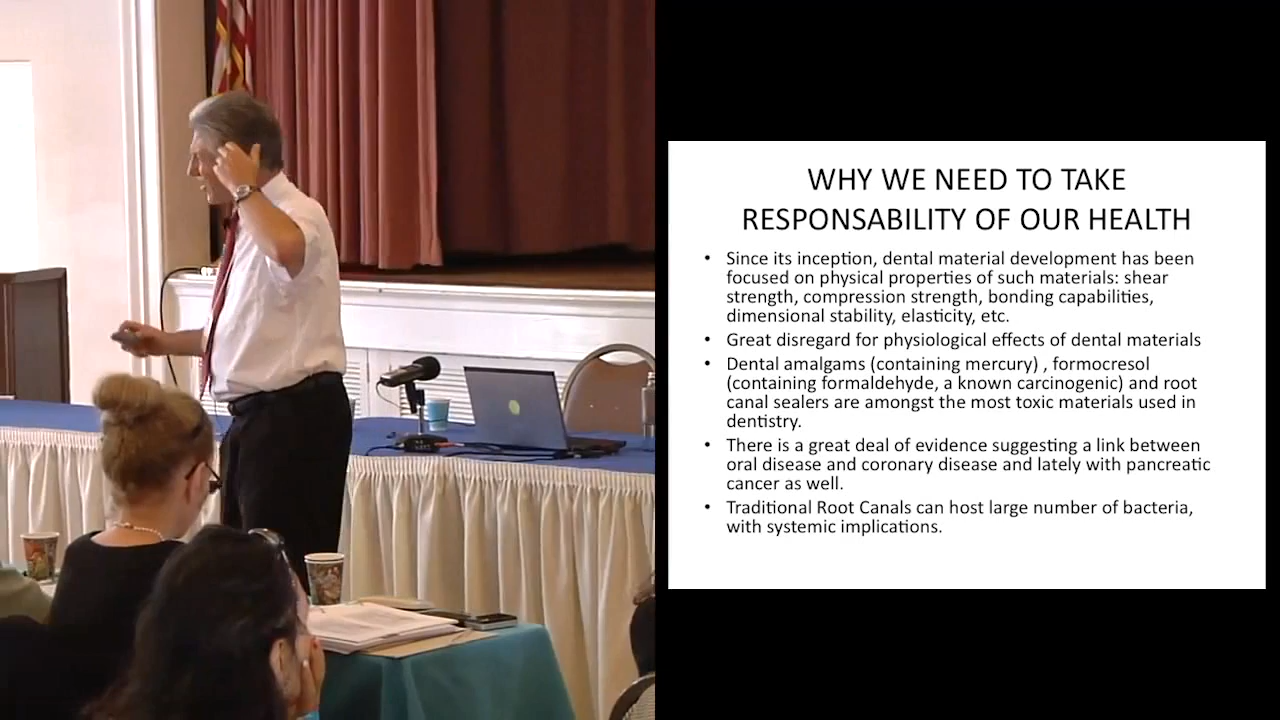 WHY WE NEED TO TAKE
RESPONSABILITY OF OUR HEALTH
• Since its inception, dental material development has been
focused on physical properties of such materials: shear
strength, compression strength, bonding capabilities,
dimensional stability, elasticity, etc.
• Great disregard for physiological effects of dental materials
• Dental amalgams (containing mercury) , formocresol
(containing formaldehyde, a known carcinogenic) and root
canal sealers are amongst the most toxic materials used in
dentistry.
• There is a great deal of evidence suggesting a link between
oral disease and coronary disease and lately with pancreatic
cancer as well.
• Traditional Root Canals can host large number of bacteria,
with systemic implications.